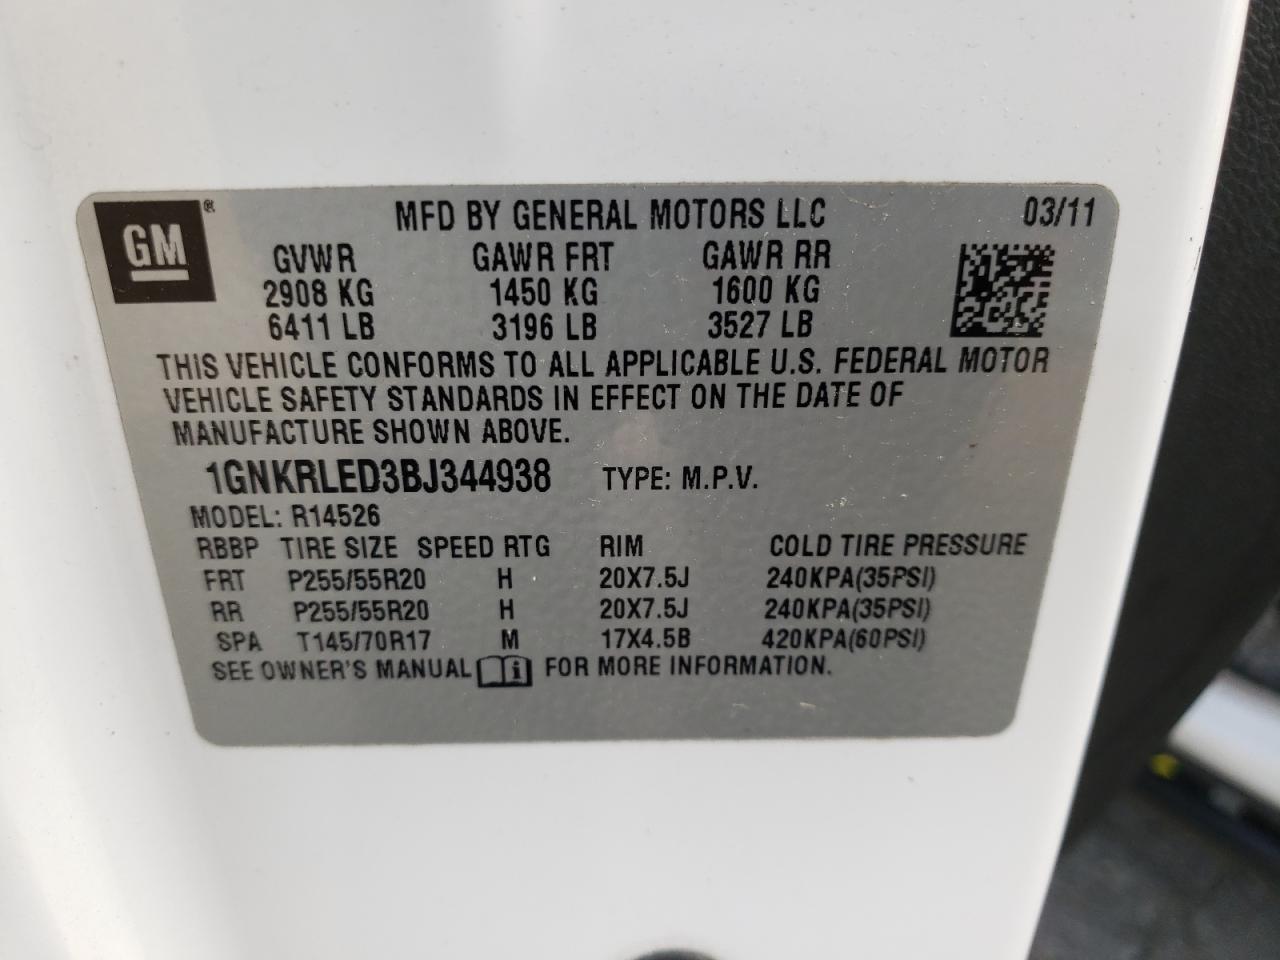 GM ® MFD BY GENERAL MOTORS LLC 03/11
GVWR GAWR FRT GAWR RR
2908 KG 1450 KG 1600 KG
6411 LB 3196 LB 3527 LB
THIS VEHICLE CONFORMS TO ALL APPLICABLE U.S. FEDERAL MOTOR
VEHICLE SAFETY STANDARDS IN EFFECT ON THE DATE OF
MANUFACTURE SHOWN ABOVE.
1GNKRLED3BJ344938 TYPE: M.P.V.
MODEL: R14526
RBBP TIRE SIZE SPEED RTG RIM COLD TIRE PRESSURE
FRT P255/55R20 H 20X7.5J 240KPA(35PSI)
RR P255/55R20 H 20X7.5J 240KPA(35PSI)
SPA T145/70R17 M 17X4.5B 420KPA(60PSI)
SEE OWNER'S MANUAL i FOR MORE INFORMATION.